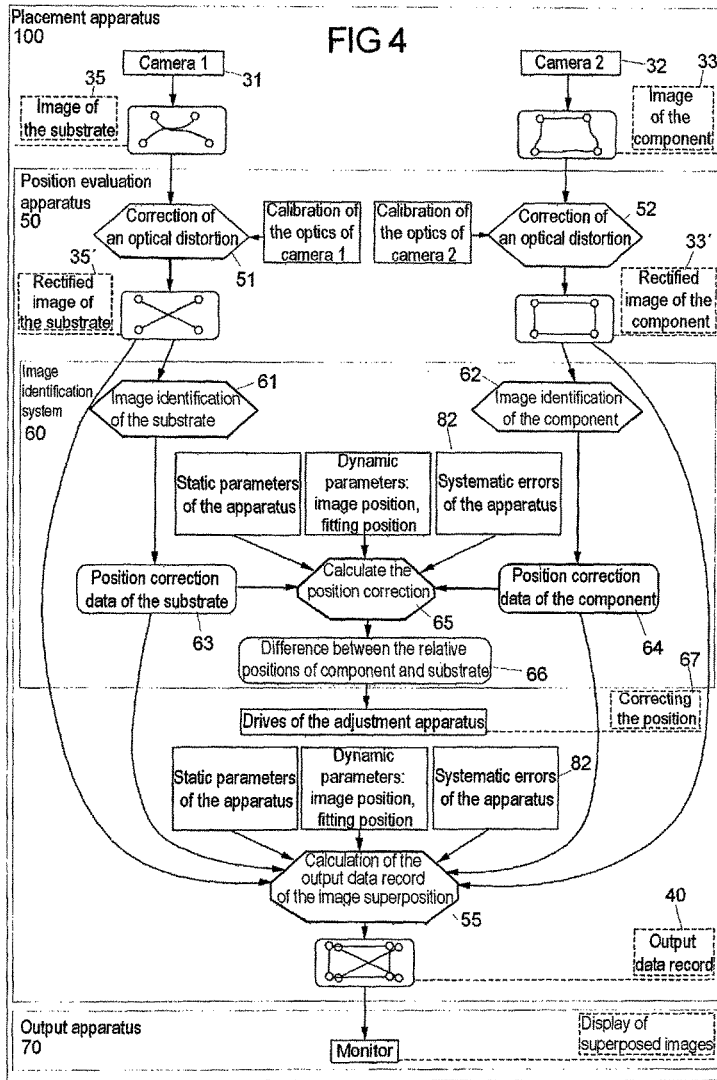 Placement apparatus
100
FIG 4
35
Camera 1
31
Camera 2
32
33
Image of
the substrate
Image
of the
component
Position evaluation
apparatus
50
Correction of
an optical distortion
51
Calibration of
the optics of
camera 1
Calibration of
the optics of
camera 2
Correction of
an optical distortion
52
35´
Rectified
image of
the substrate
33´
Rectified
image of the
component
Image
identification
system
60
61
Image identification
of the substrate
62
Image identification
of the component
82
Static parameters
of the apparatus
Dynamic
parameters:
image position,
fitting position
Systematic errors
of the apparatus
Position correction
data of the substrate
63
Calculate the
position correction
65
Position correction
data of the component
64
Difference between the relative
positions of component and substrate
66
67
Correcting
the position
Drives of the adjustment apparatus
Static parameters
of the apparatus
Dynamic
parameters:
image position,
fitting position
Systematic errors
of the apparatus
82
Calculation of the
output data record
of the image superposition
55
40
Output
data record
Output apparatus
70
Monitor
Display of
superposed images